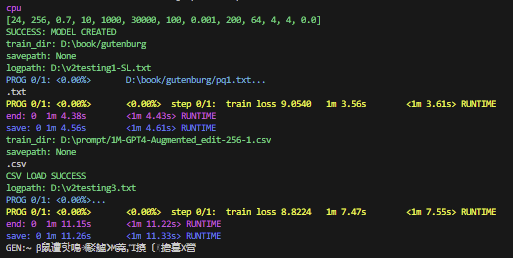 cpu
[24, 256, 0.7, 10, 1000, 30000, 100, 0.001, 200, 64, 4, 4, 0.0]
SUCCESS: MODEL CREATED
train_dir: D:\book/gutenburg
savepath: None
logpath: D:\v2testing1-SL.txt
PROG 0/1: <0.00%> D:\book/gutenburg/pq1.txt...
.txt
PROG 0/1: <0.00%> <0.00%> step 0/1: train loss 9.0540 1m 3.56s <1m 3.61s> RUNTIME
end: 0 1m 4.38s <1m 4.43s> RUNTIME
save: 0 1m 4.56s <1m 4.61s> RUNTIME
train_dir: D:\prompt/1M-GPT4-Augmented_edit-256-1.csv
savepath: None
.csv
CSV LOAD SUCCESS
logpath: D:\v2testing3.txt
PROG 0/1: <0.00%>...
PROG 0/1: <0.00%> <0.00%> step 0/1: train loss 8.8224 1m 7.47s <1m 7.55s> RUNTIME
end: 0 1m 11.15s <1m 11.22s> RUNTIME
save: 0 1m 11.26s <1m 11.33s> RUNTIME
GEN:~